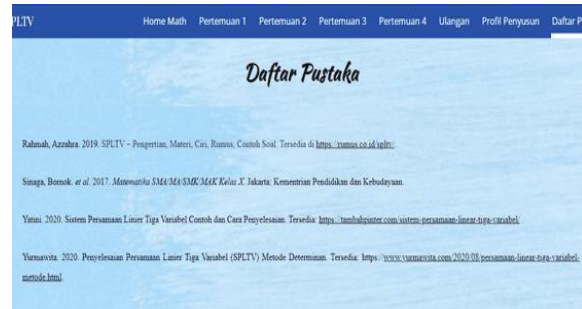 PLTV Home Math Pertemuan 1 Pertemuan 2 Pertemuan 3 Pertemuan 4 Ulangan Profil Penyusun Daftar P
Daftar Pustaka
Rahmah, Azzahra. 2019. SPLTV – Pengertian, Materi, Ciri, Rumus, Contoh Soal. Tersedia di https://rumus.co.id/spltv/.
Sinaga, Bornok. et al. 2017. Matematika SMA/MA/SMK/MAK Kelas X. Jakarta: Kementrian Pendidikan dan Kebudayaan.
2020. Sistem Persamaan Linier Tiga Variabel Contoh dan Cara Penyelesaian. Tersedia: https://tambahpinter.com/sistem-persamaan-linear-tiga-variabel/
Yurmawita. 2020. Penyelesaian Persamaan Linier Tiga Variabel (SPLTV) Metode Determinan. Tersedia: https://www.yurmawita.com/2020/08/persamaan-linear-tiga-variabel-
metode.html.